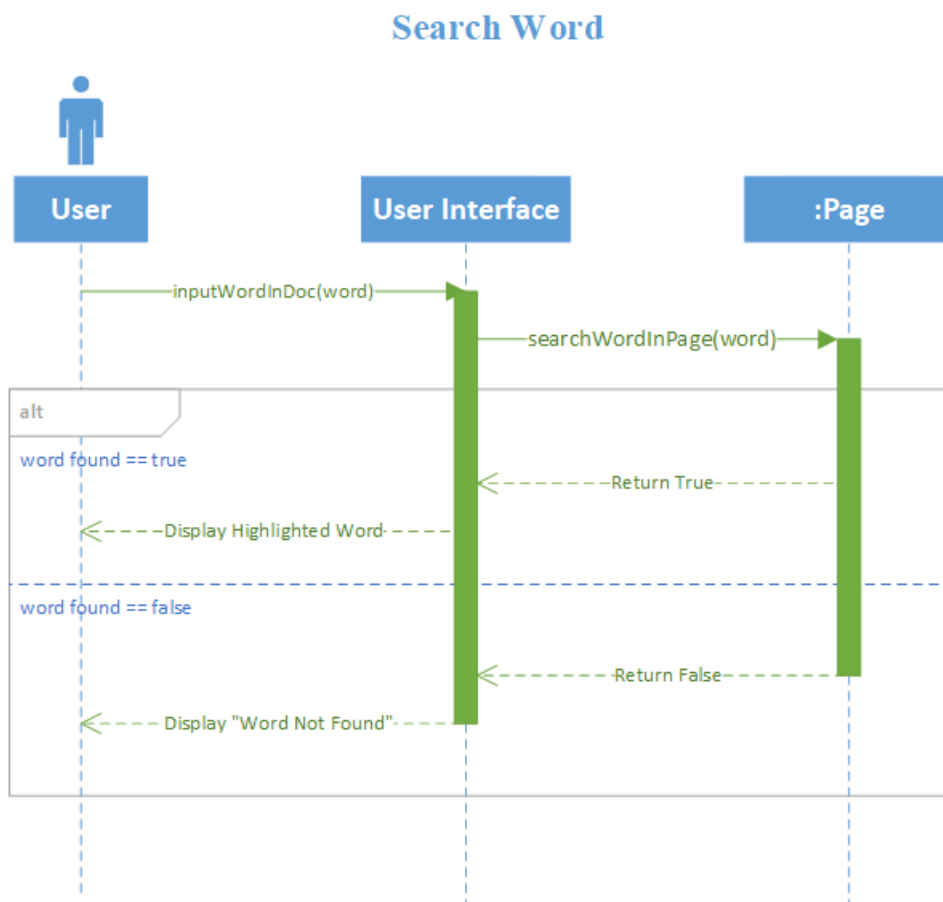 Search Word
User
User Interface
:Page
inputWordInDoc(word)
searchWordInPage(word)
alt
word found == true
Return True
Display Highlighted Word
word found == false
Return False
Display "Word Not Found"